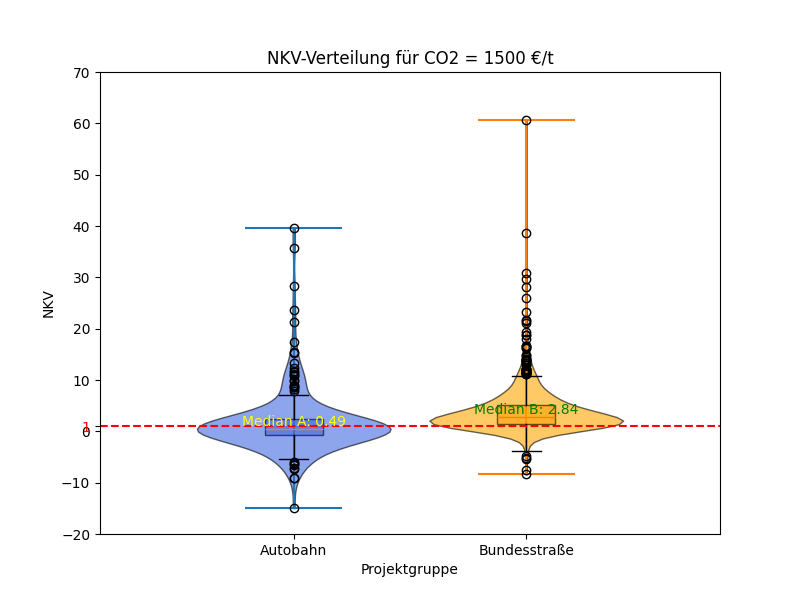 NKV-Verteilung für CO2 = 1500 €/t
NKV
70
60
50
40
30
20
10
1
0
−10
−20
Median A: 0.49
Median B: 2.84
Autobahn
Bundesstraße
Projektgruppe